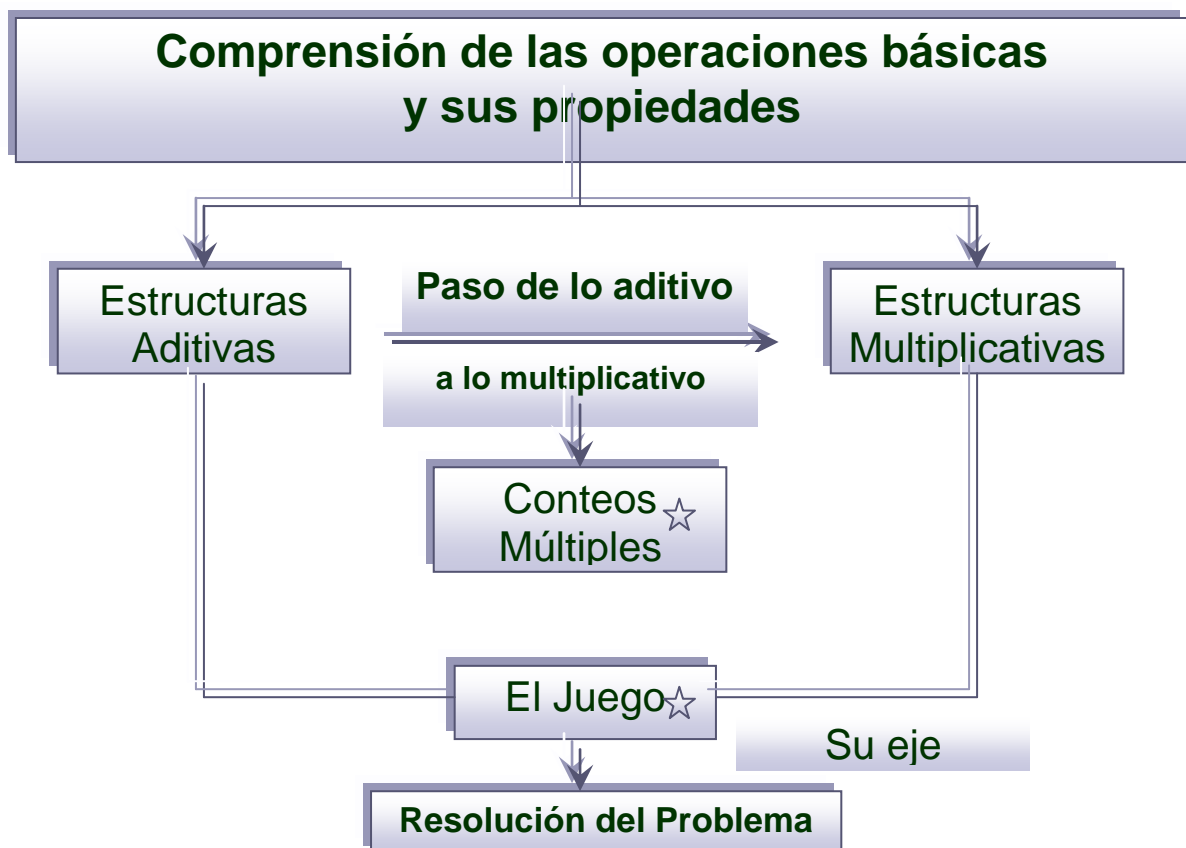 Comprensión de las operaciones básicas
y sus propiedades
Estructuras
Aditivas
Paso de lo aditivo
a lo multiplicativo
Estructuras
Multiplicativas
Conteos
Múltiples
El Juego
Su eje
Resolución del Problema